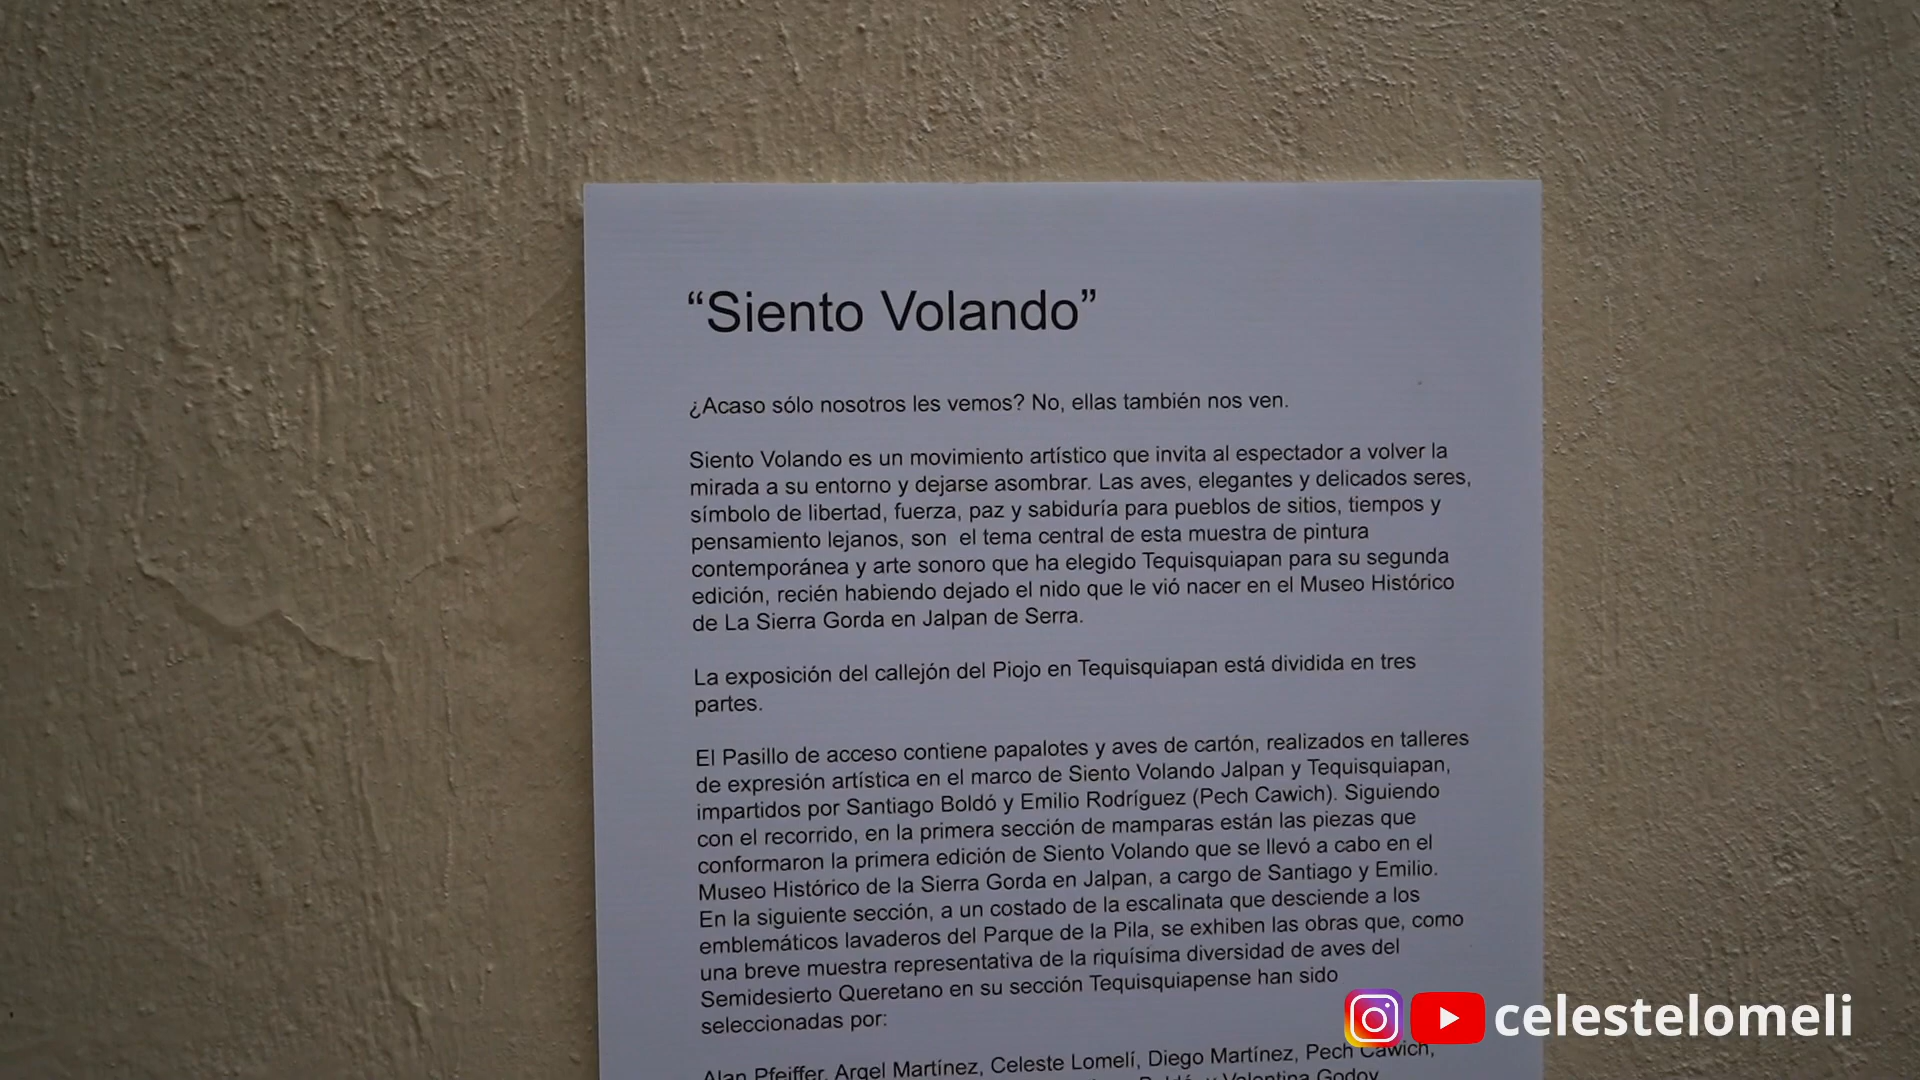 “Siento Volando”
¿Acaso sólo nosotros les vemos? No, ellas también nos ven.
Siento Volando es un movimiento artístico que invita al espectador a volver la
mirada a su entorno y dejarse asombrar. Las aves, elegantes y delicados seres,
símbolo de libertad, fuerza, paz y sabiduría para pueblos de sitios, tiempos y
pensamiento lejanos, son el tema central de esta muestra de pintura
contemporánea y arte sonoro que ha elegido Tequisquiapan para su segunda
edición, recién habiendo dejado el nido que le vió nacer en el Museo Histórico
de La Sierra Gorda en Jalpan de Serra.
La exposición del callejón del Piojo en Tequisquiapan está dividida en tres
partes.
El Pasillo de acceso contiene papalotes y aves de cartón, realizados en talleres
de expresión artística en el marco de Siento Volando Jalpan y Tequisquiapan,
impartidos por Santiago Boldó y Emilio Rodríguez (Pech Cawich). Siguiendo
con el recorrido, en la primera sección de mamparas están las piezas que
conformaron la primera edición de Siento Volando que se llevó a cabo en el
Museo Histórico de la Sierra Gorda en Jalpan, a cargo de Santiago y Emilio.
En la siguiente sección, a un costado de la escalinata que desciende a los
emblemáticos lavaderos del Parque de la Pila, se exhiben las obras que, como
una breve muestra representativa de la riquísima diversidad de aves del
Semidesierto Queretano en su sección Tequisquiapense han sido
seleccionadas por:
Alan Pfeiffer, Argel Martínez, Celeste Lomelí, Diego Martínez, Pech Cawich,
Boldó y Valentina Godoy
celestelomeli